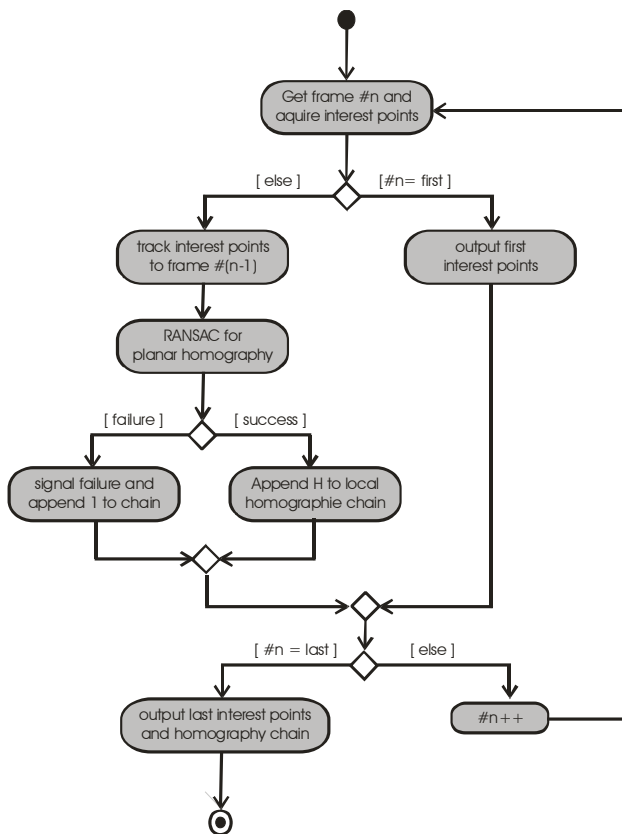 Get frame #n and
aquire interest points
[ else ]
[#n= first ]
track interest points
to frame #(n-1)
output first
interest points
RANSAC for
planar homography
[ failure ]
[ success ]
signal failure and
append 1 to chain
Append H to local
homographie chain
[ #n = last ]
[ else ]
output last interest points
and homography chain
#n++